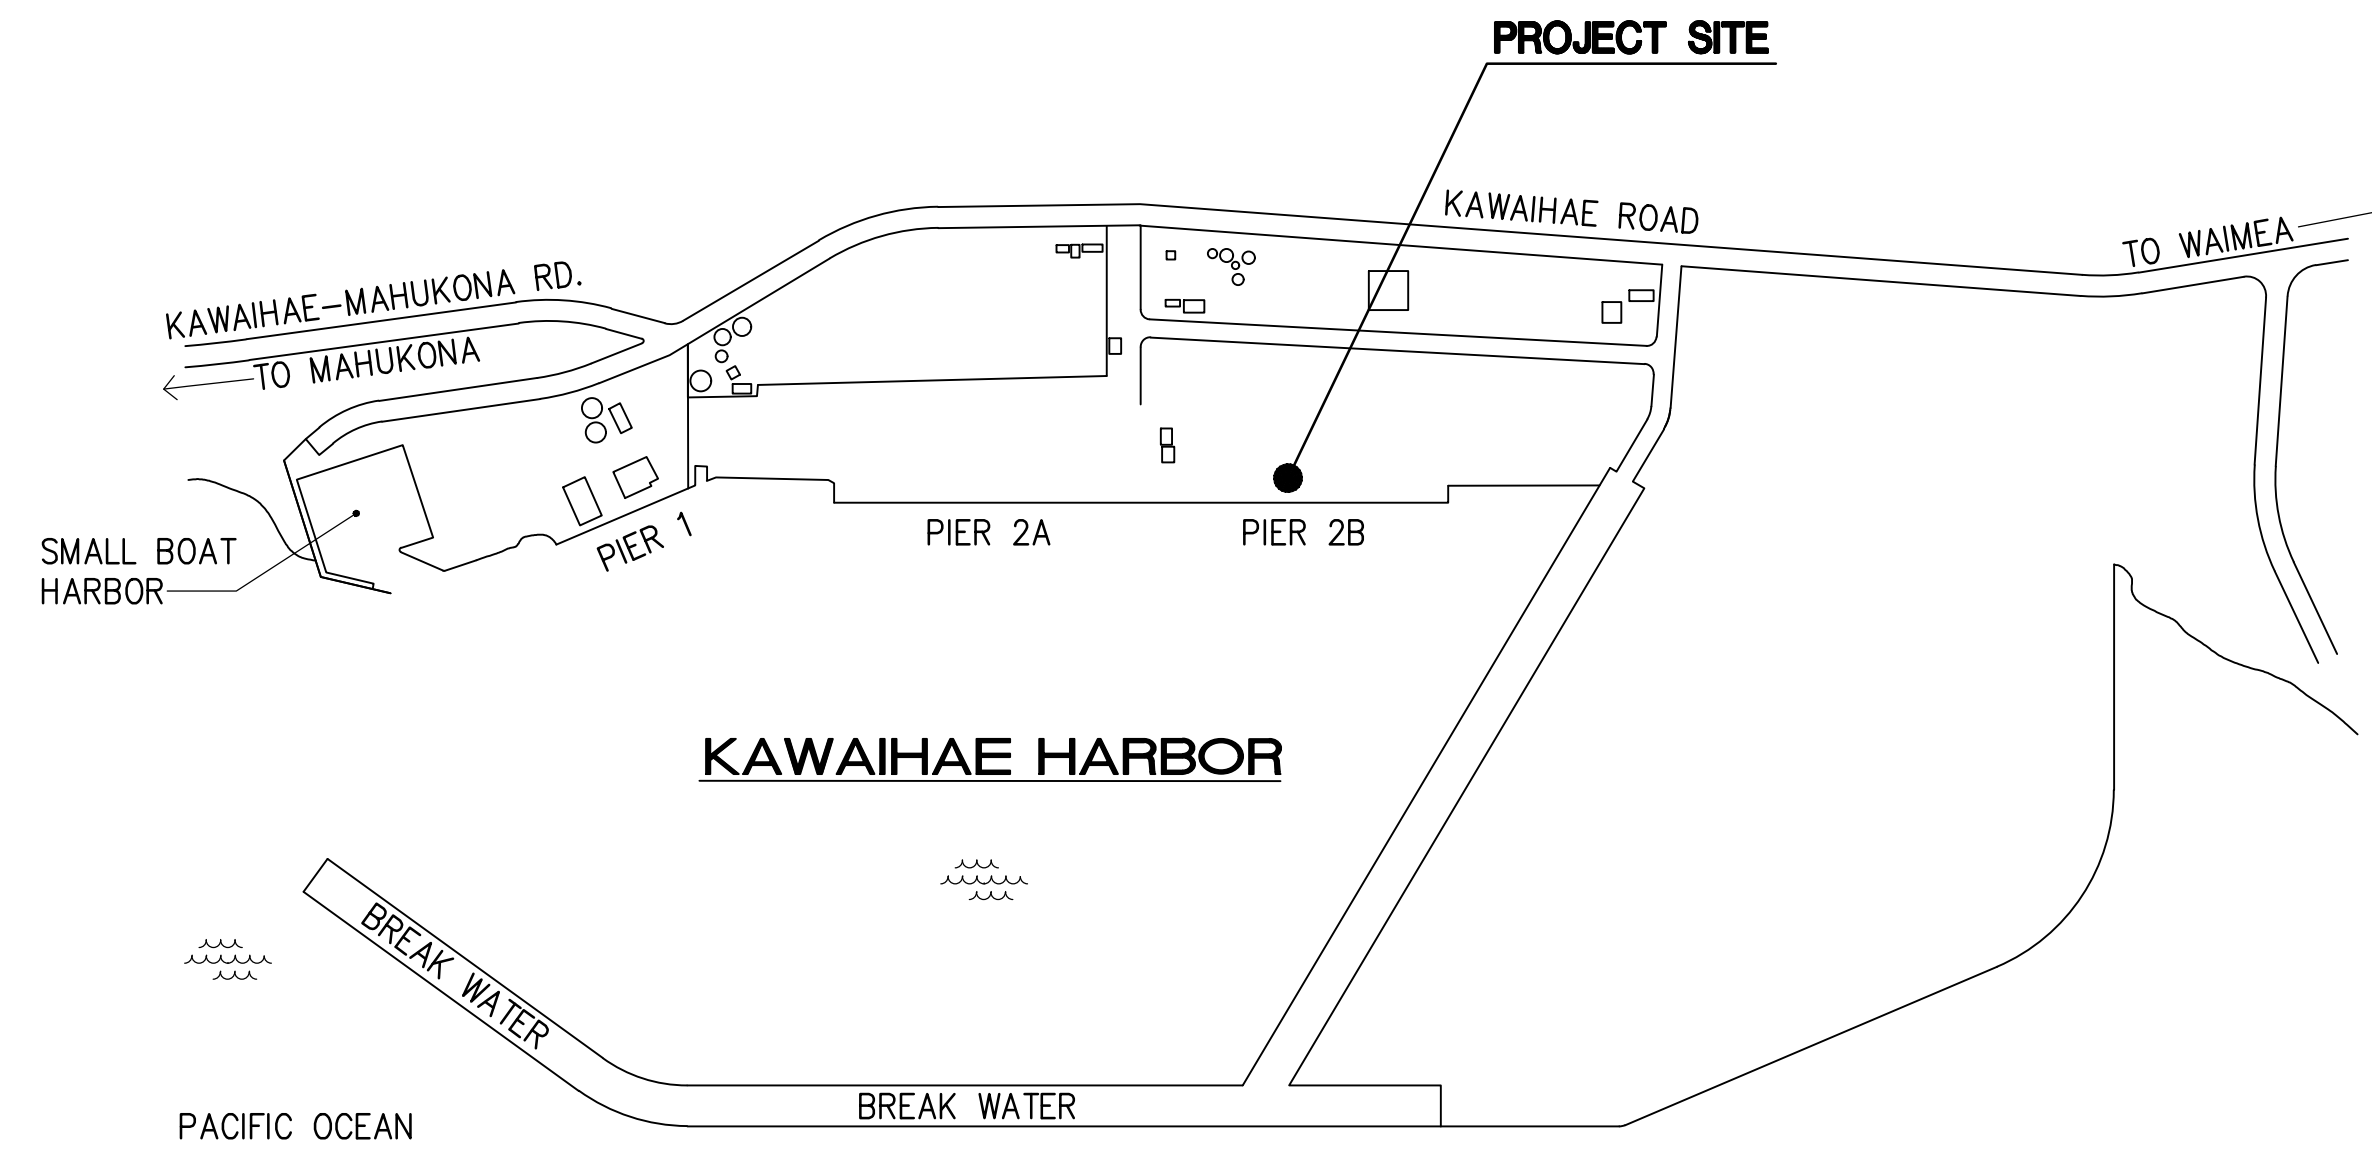 PROJECT SITE
KAWAIHAE ROAD
TO WAIMEA
KAWAIHAE-MAHUKONA RD.
TO MAHUKONA
SMALL BOAT
HARBOR
PIER 1
PIER 2A
PIER 2B
KAWAIHAE HARBOR
BREAK WATER
BREAK WATER
PACIFIC OCEAN